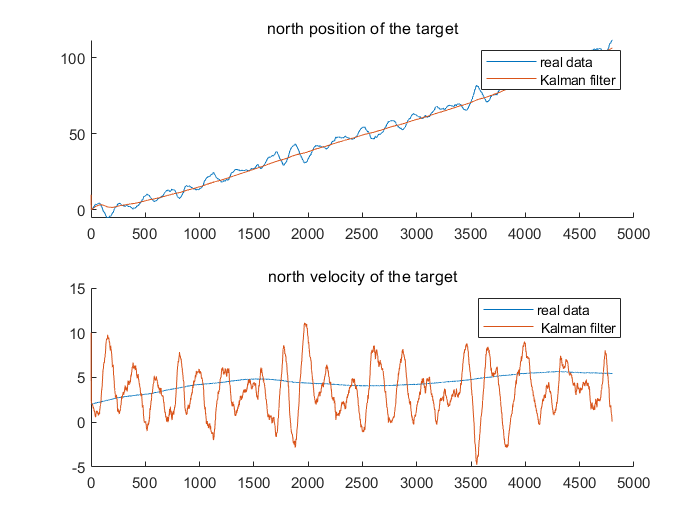 north position of the target
real data
Kalman filter
100
50
0
0 500 1000 1500 2000 2500 3000 3500 4000 4500 5000
north velocity of the target
15
real data
Kalman filter
10
5
0
-5
0 500 1000 1500 2000 2500 3000 3500 4000 4500 5000